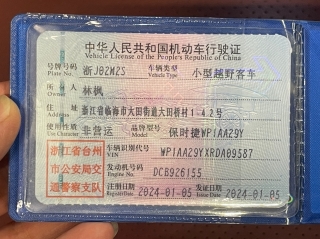 中华人民共和国机动车行驶证
Vehicle License of the People's Republic of China
号牌号码 Plate No. 浙JBZWZS 车辆类型 Vehicle Type 小型越野客车
所有人 Owner 林枫
住址 Address 浙江省临海市大田街道大田桥村1-42号
使用性质 Use Character 非营运 品牌型号 Model 保时捷WP1AA29Y
浙江省台州 车辆识别代号 VIN WP1AA29YXRDA09587
市公安局交 发动机号码 Engine No. DCB926155
通警察支队 注册日期 Register Date 2024-01-05 发证日期 Issue Date 2024-01-05